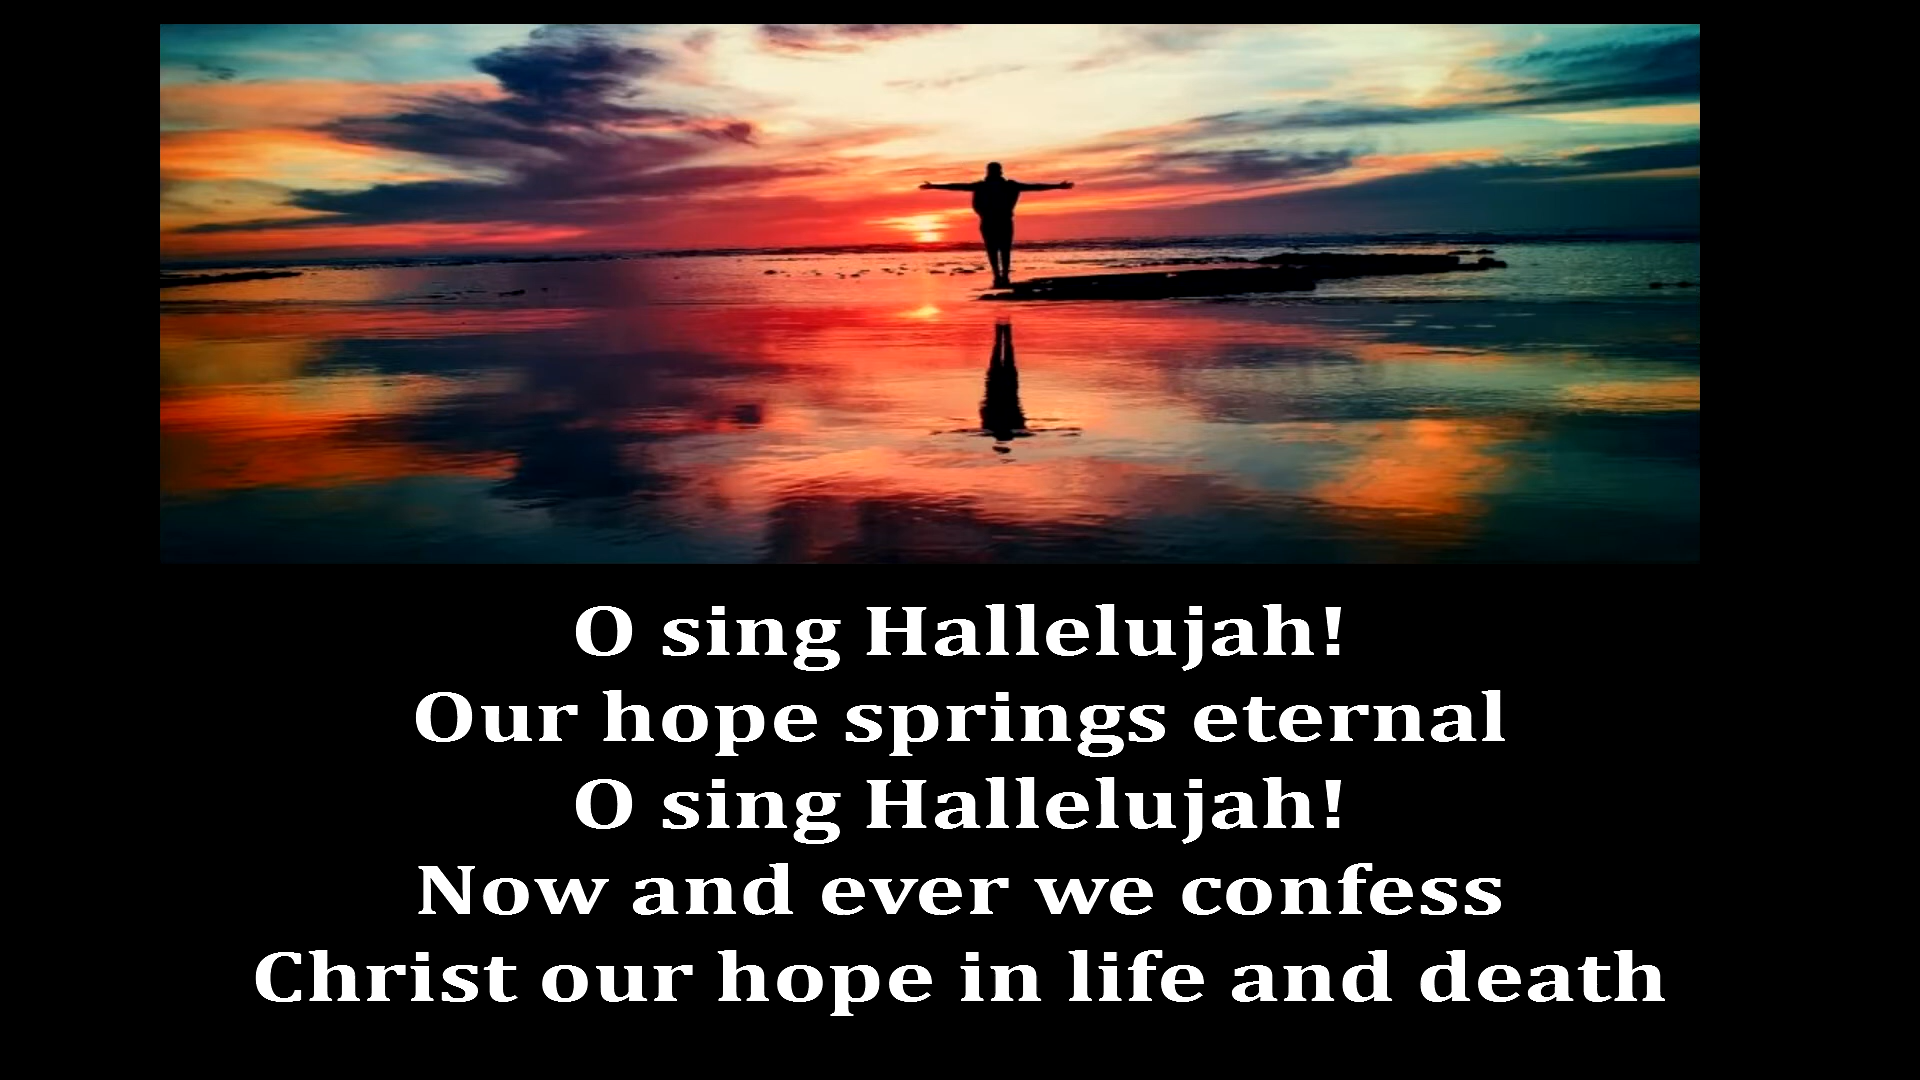 O sing Hallelujah!
Our hope springs eternal
O sing Hallelujah!
Now and ever we confess
Christ our hope in life and death